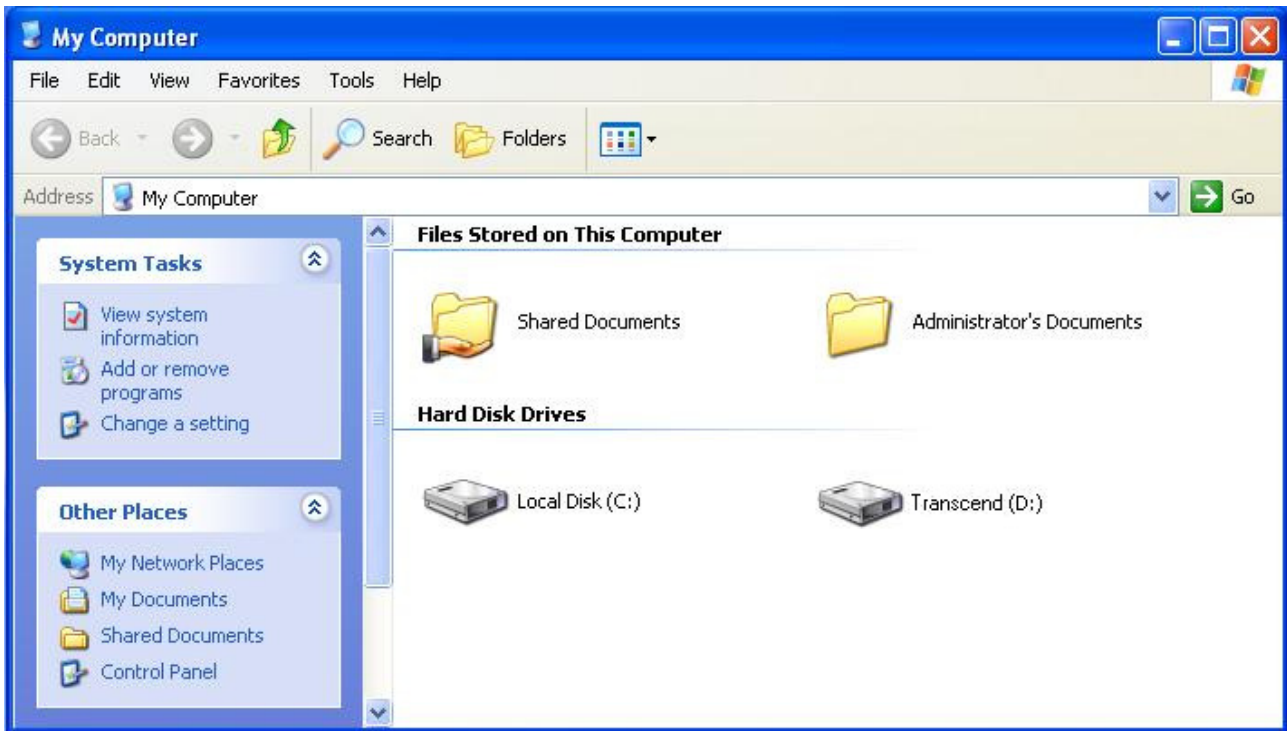 My Computer
File Edit View Favorites Tools Help
Back Search Folders
Address My Computer Go
System Tasks
View system
information
Add or remove
programs
Change a setting
Other Places
My Network Places
My Documents
Shared Documents
Control Panel
Files Stored on This Computer
Shared Documents Administrator's Documents
Hard Disk Drives
Local Disk (C:) Transcend (D:)